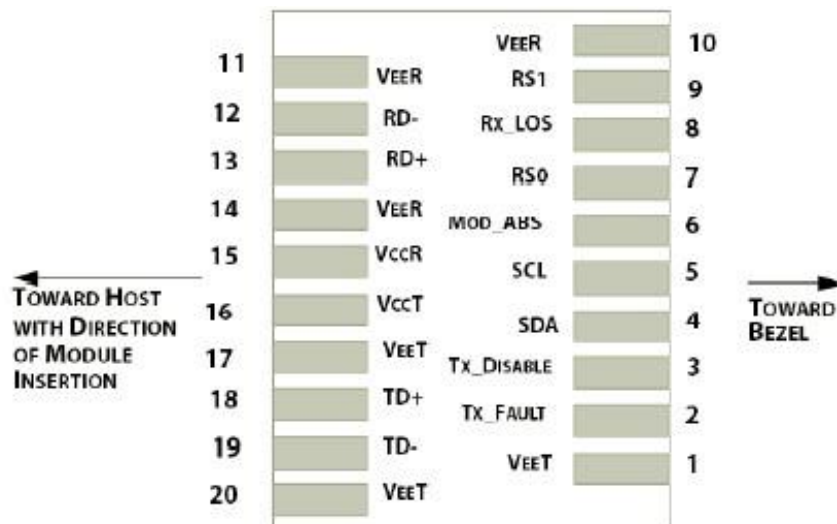 11 VEER
12 RD-
13 RD+
14 VEER
15 VCCR
16 VCCT
17 VEET
18 TD+
19 TD-
20 VEET
VEER 10
RS1 9
RX_LOS 8
RS0 7
MOD_ABS 6
SCL 5
SDA 4
TX_DISABLE 3
TX_FAULT 2
VEET 1
TOWARD HOST
WITH DIRECTION
OF MODULE
INSERTION
TOWARD
BEZEL